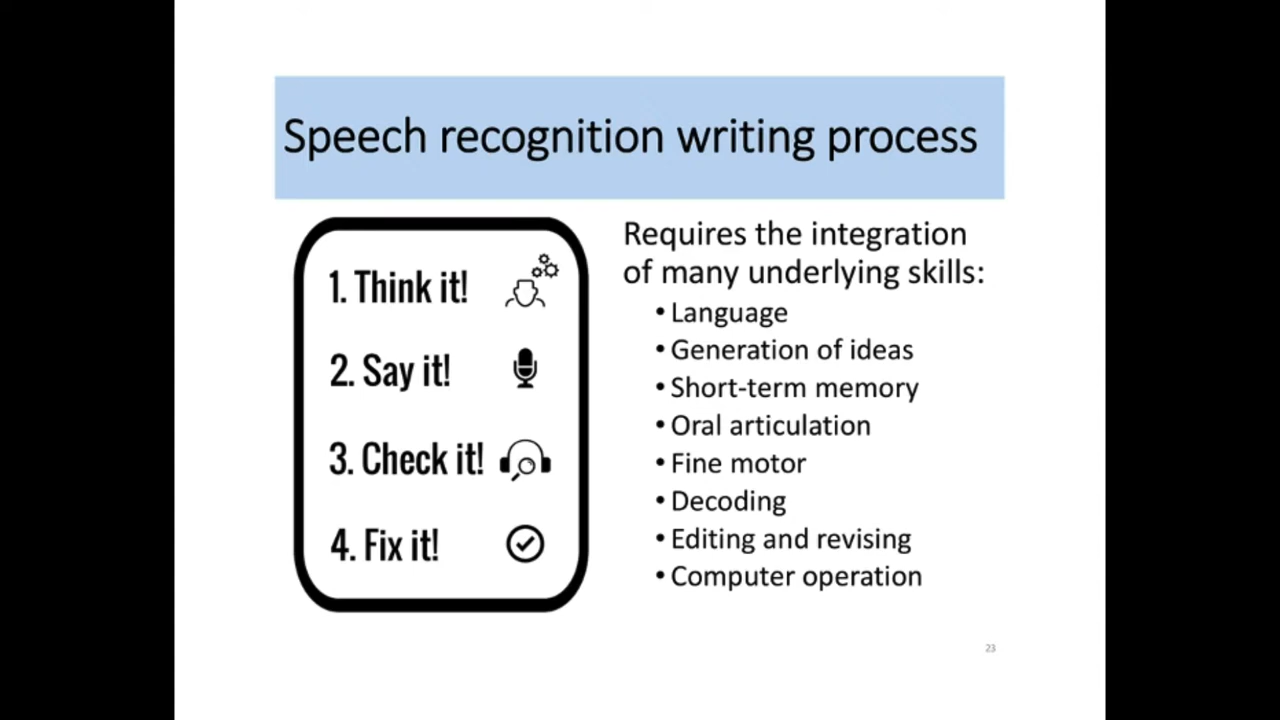 Speech recognition writing process
1. Think it!
2. Say it!
3. Check it!
4. Fix it!
Requires the integration
of many underlying skills:
• Language
• Generation of ideas
• Short-term memory
• Oral articulation
• Fine motor
• Decoding
• Editing and revising
• Computer operation
23